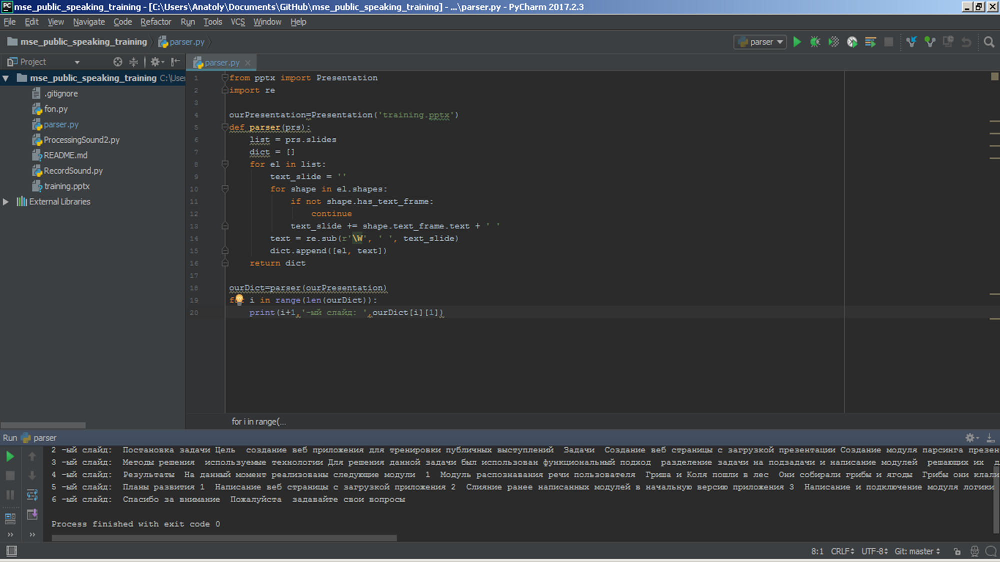 mse_public_speaking_training - [C:\Users\Anatoly\Documents\GitHub\mse_public_speaking_training] - ...\parser.py - PyCharm 2017.2.3
File Edit View Navigate Code Refactor Run Tools VCS Window Help
mse_public_speaking_training parser.py parser
Project
parser.py
mse_public_speaking_training C:\User
.gitignore
fon.py
parser.py
ProcessingSound2.py
README.md
RecordSound.py
training.pptx
External Libraries
1 from pptx import Presentation
2 import re
3
4 ourPresentation=Presentation('training.pptx')
5 def parser(prs):
6 list = prs.slides
7 dict = []
8 for el in list:
9 text_slide = ''
10 for shape in el.shapes:
11 if not shape.has_text_frame:
12 continue
13 text_slide += shape.text_frame.text + ' '
14 text = re.sub(r'\W', ' ', text_slide)
15 dict.append([el, text])
16 return dict
17
18 ourDict=parser(ourPresentation)
19 for i in range(len(ourDict)):
20 print(i+1,'-ый слайд: ',ourDict[i][1])
for i in range(...
Run parser
2 -ый слайд: Постановка задачи Цель создание веб приложения для тренировки публичных выступлений Задачи Создание веб страницы с загрузкой презентации Создание модуля парсинга презен
3 -ый слайд: Методы решения используемые технологии Для решения данной задачи был использован функциональный подход разделение задачи на подзадачи и написание модулей решающих их
4 -ый слайд: Результаты На данный момент реализованы следующие модули 1 Модуль распознавания речи пользователя Гриша и Коля пошли в лес Они собирали грибы и ягоды Грибы они клали
5 -ый слайд: Планы развития 1 Написание веб страницы с загрузкой приложения 2 Слияние ранее написанных модулей в начальную версию приложения 3 Написание и подключение модуля логики
6 -ый слайд: Спасибо за внимание Пожалуйста задавайте свои вопросы
Process finished with exit code 0
8:1 CRLF UTF-8 Git: master